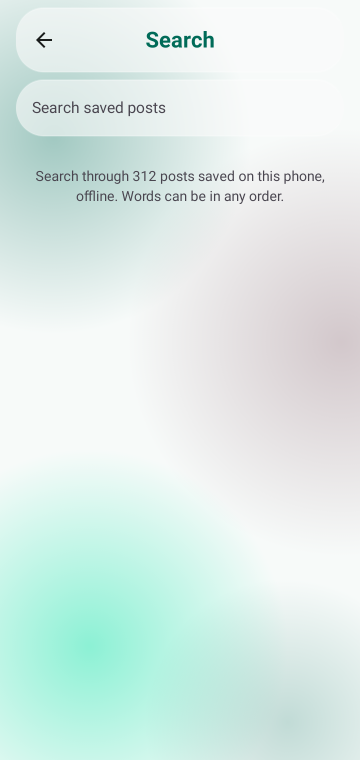 Search
Search saved posts
Search through 312 posts saved on this phone,
offline. Words can be in any order.